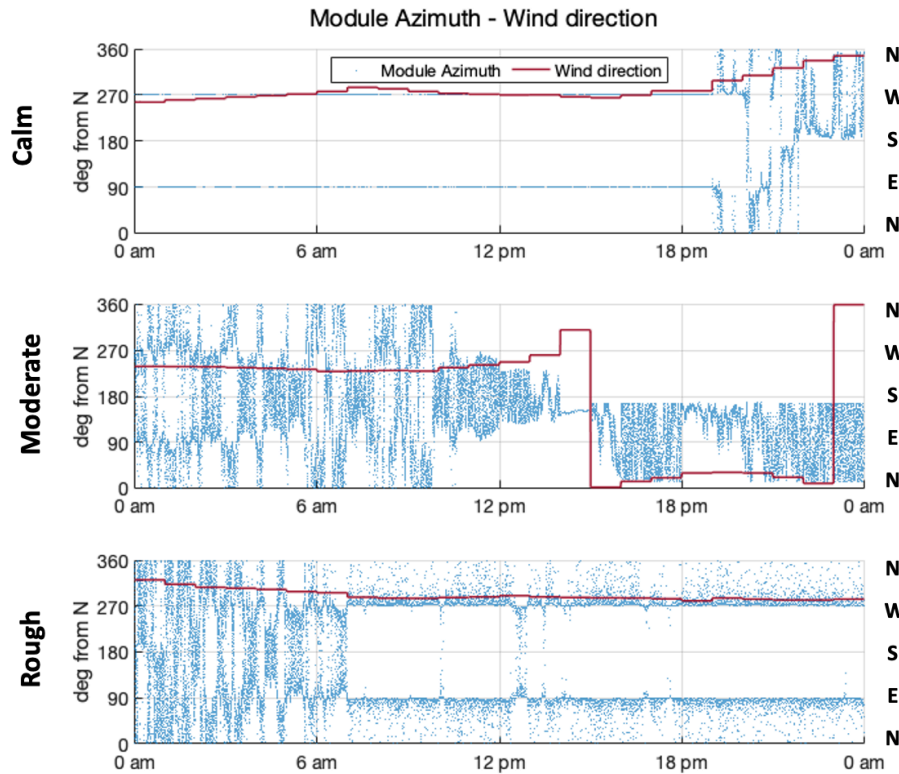 Module Azimuth - Wind direction
Calm
deg from N
360
270
180
90
0
Module Azimuth
Wind direction
N
W
S
E
N
0 am
6 am
12 pm
18 pm
0 am
Moderate
deg from N
360
270
180
90
0
N
W
S
E
N
0 am
6 am
12 pm
18 pm
0 am
Rough
deg from N
360
270
180
90
0
N
W
S
E
N
0 am
6 am
12 pm
18 pm
0 am